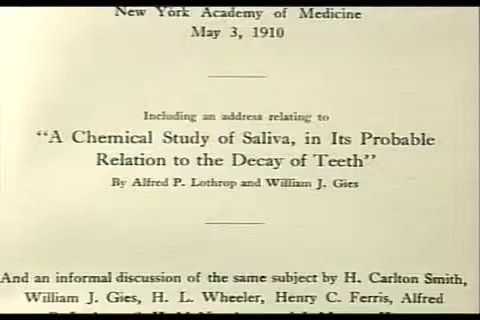 New York Academy of Medicine
May 3, 1910
Including an address relating to
"A Chemical Study of Saliva, in Its Probable
Relation to the Decay of Teeth"
By Alfred P. Lothrop and William J. Gies
And an informal discussion of the same subject by H. Carlton Smith,
William J. Gies, H. L. Wheeler, Henry C. Ferris, Alfred